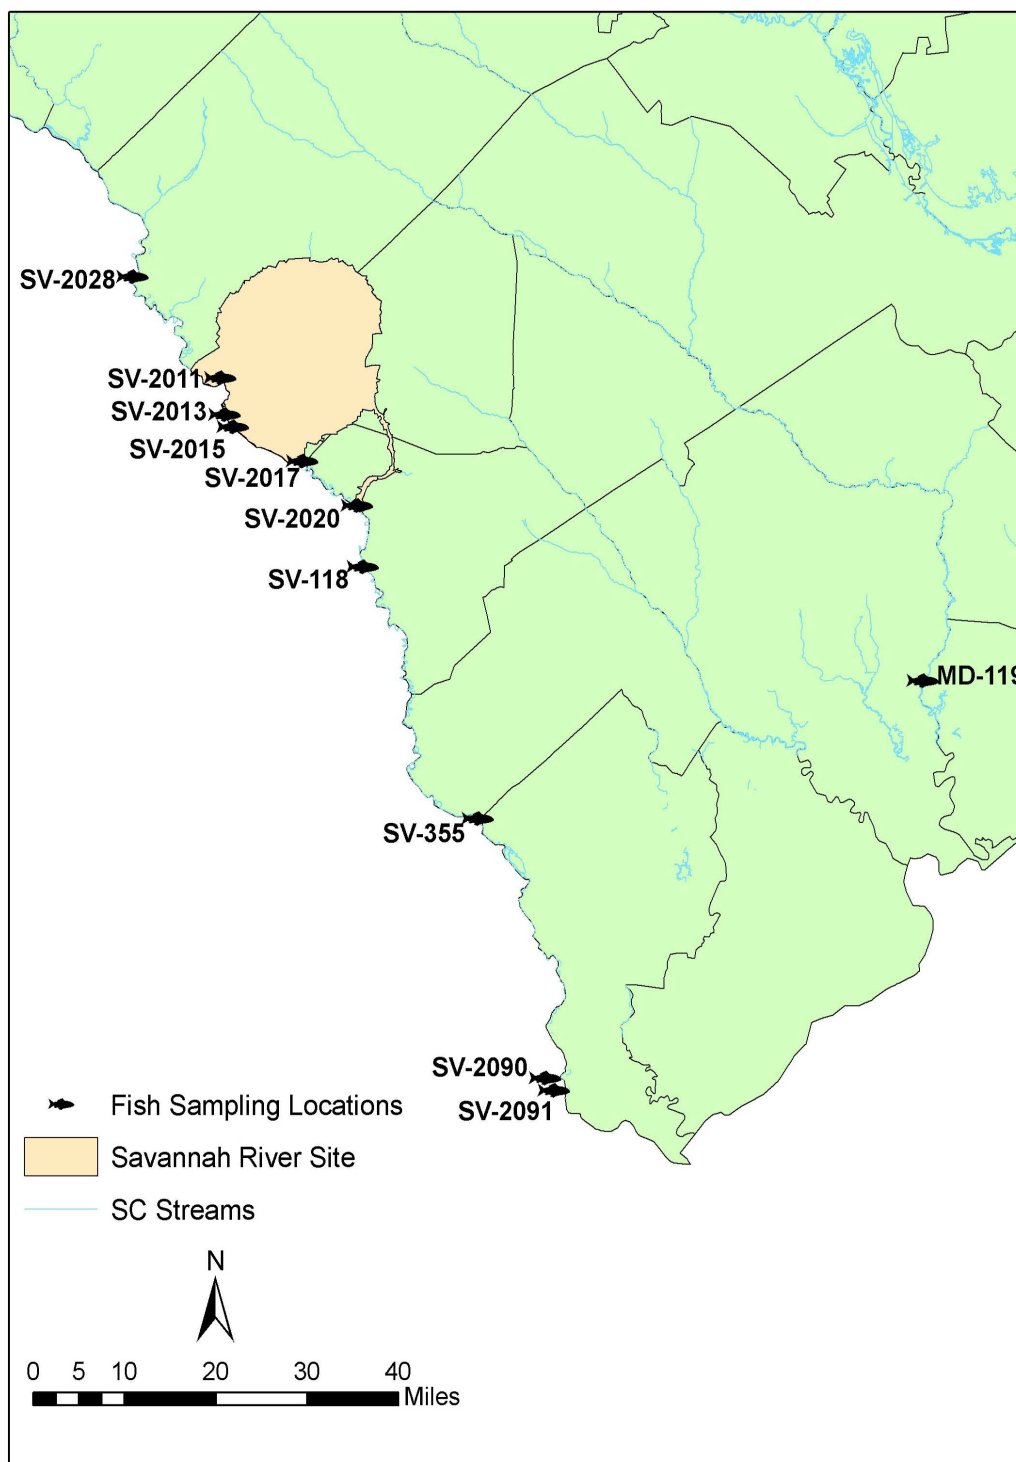 SV-2028
SV-2011
SV-2013
SV-2015
SV-2017
SV-2020
SV-118
MD-119
SV-355
SV-2090
SV-2091
Fish Sampling Locations
Savannah River Site
SC Streams
N
0 5 10 20 30 40
Miles